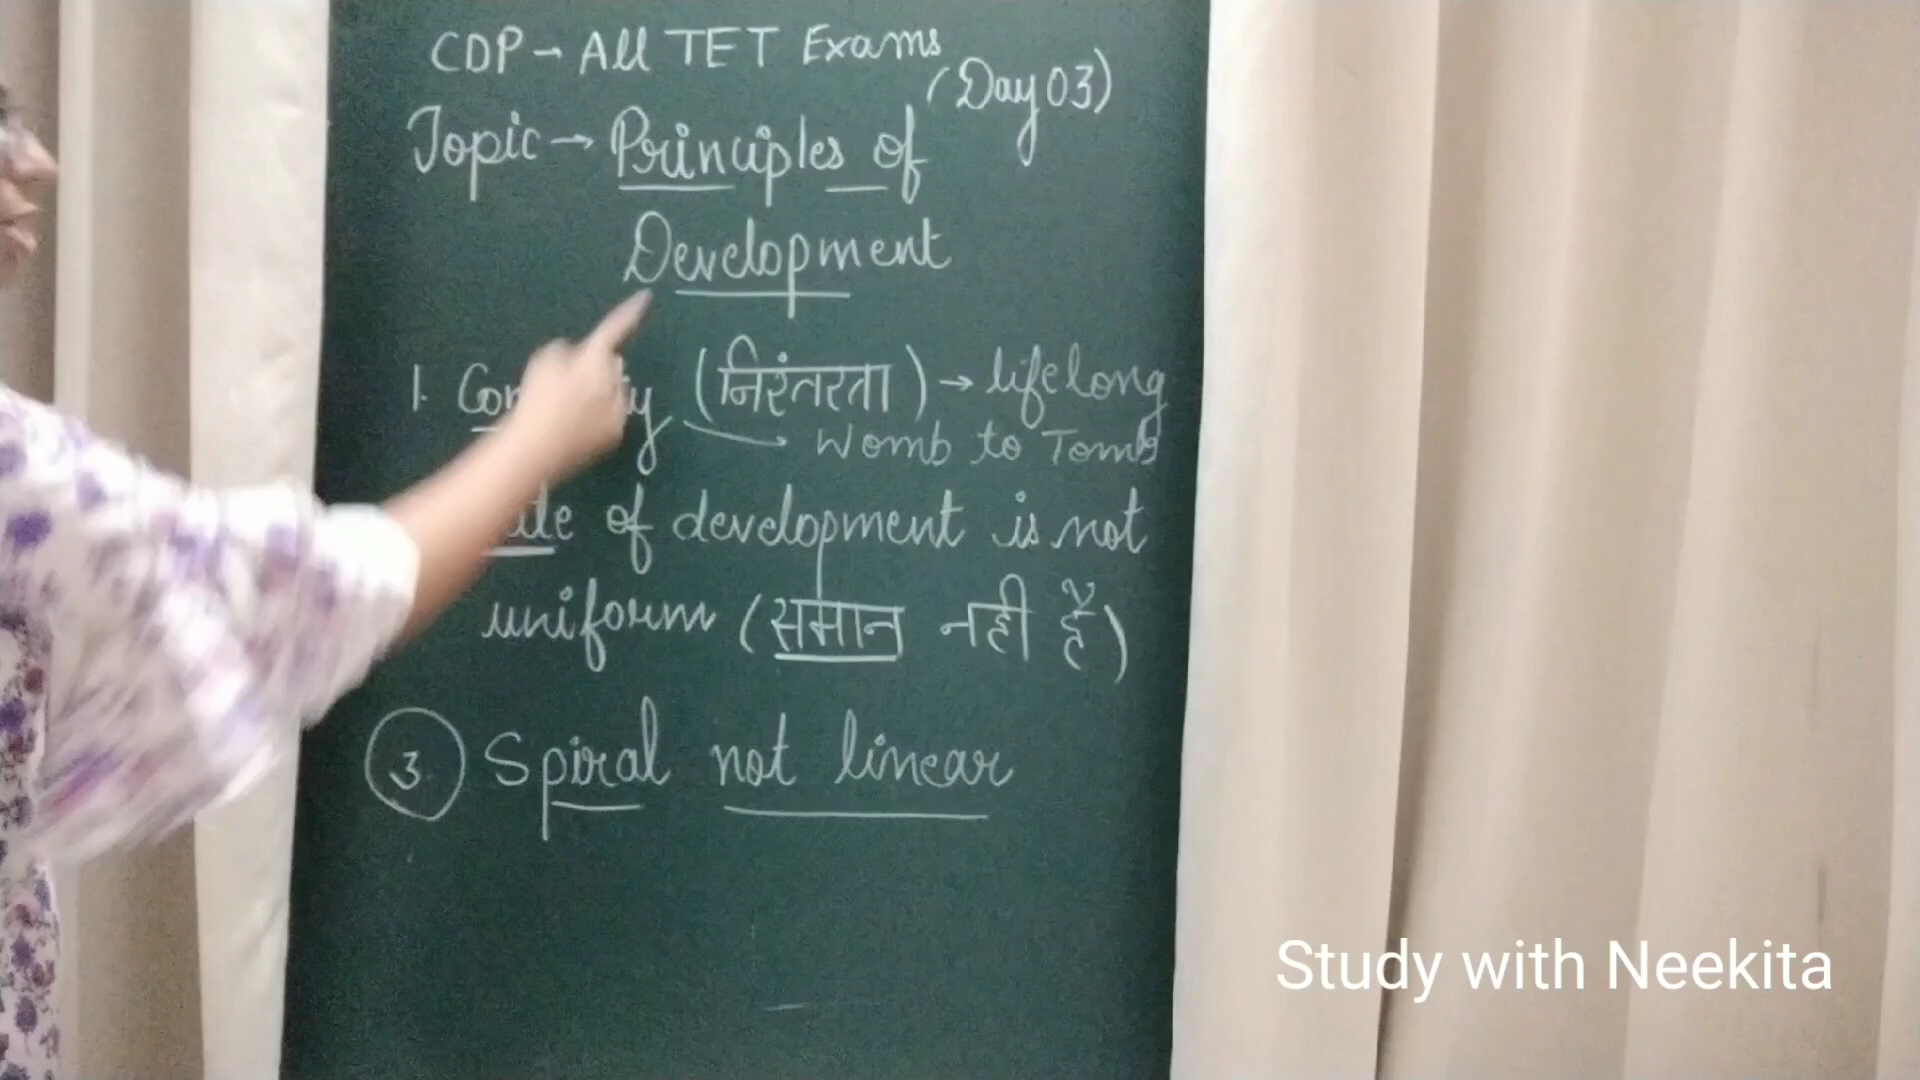 CDP → All TET Exams
(Day 03)
Topic → Principles of
Development
1. (निरंतरता) → lifelong
Womb to Tomb
of development is not
uniform (समान नही है)
3 Spiral not linear
Study with Neekita